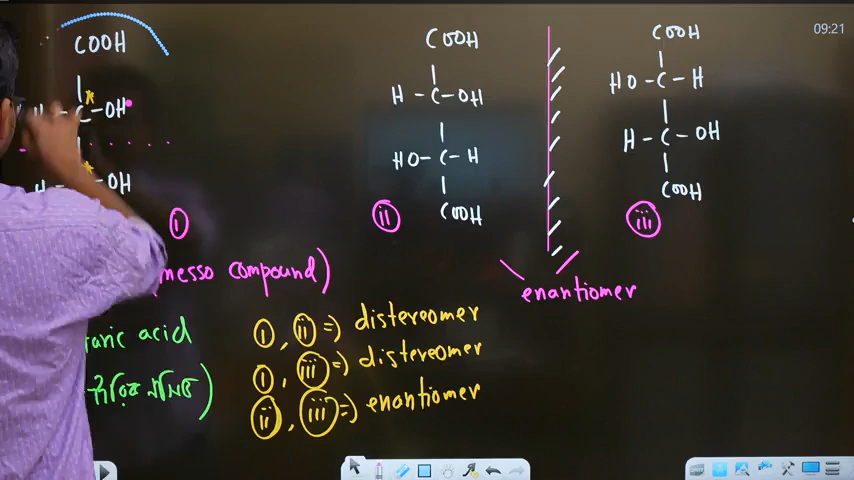 COOH
C - OH
H OH
i
(messo compound)
aric acid
COOH
H - C - OH
HO - C - H
COOH
ii
COOH
HO - C - H
H - C - OH
COOH
iii
enantiomer
i, ii => distereomer
i, iii => distereomer
ii, iii => enantiomer
09:21